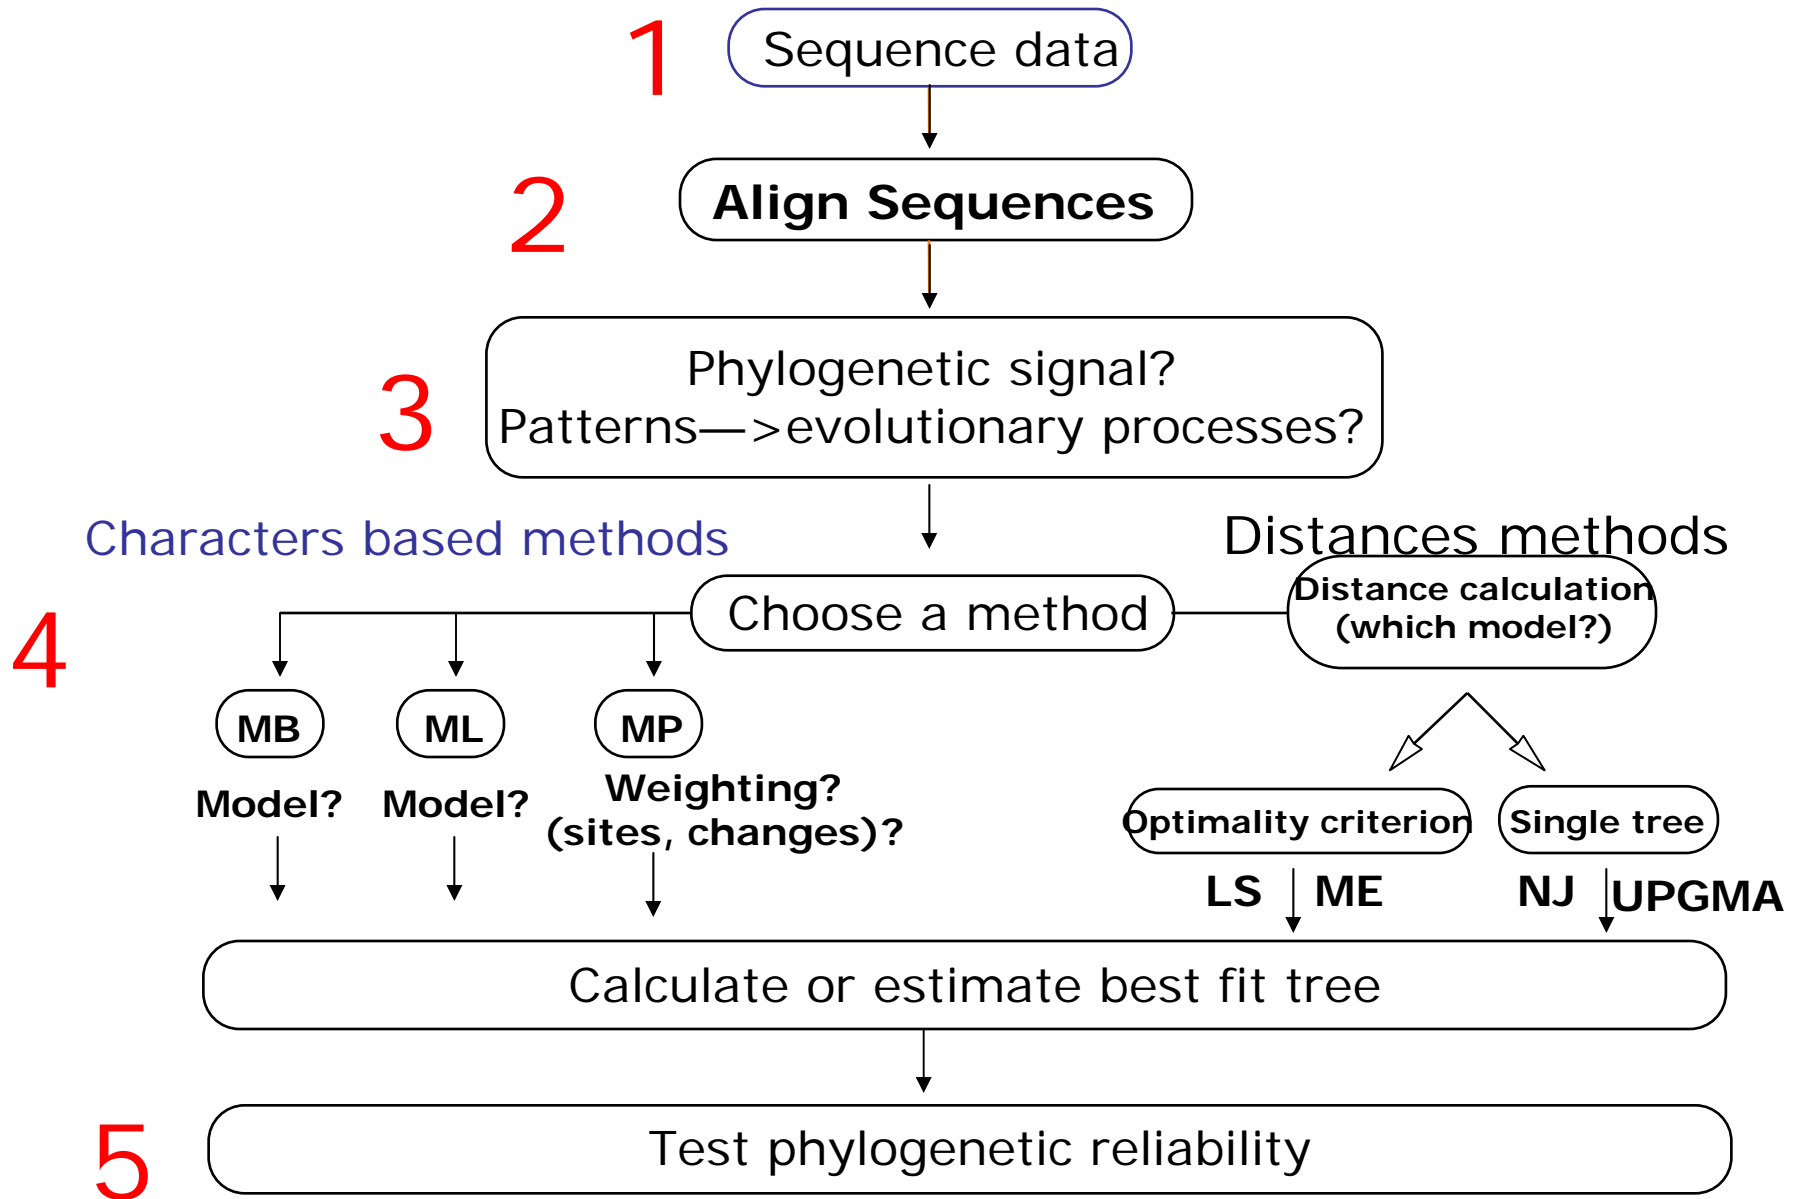 1
Sequence data
2
Align Sequences
3
Phylogenetic signal?
Patterns—>evolutionary processes?
Characters based methods
Distances methods
4
Choose a method
Distance calculation
(which model?)
MB
ML
MP
Model?
Model?
Weighting?
(sites, changes)?
Optimality criterion
Single tree
LS
ME
NJ
UPGMA
Calculate or estimate best fit tree
5
Test phylogenetic reliability